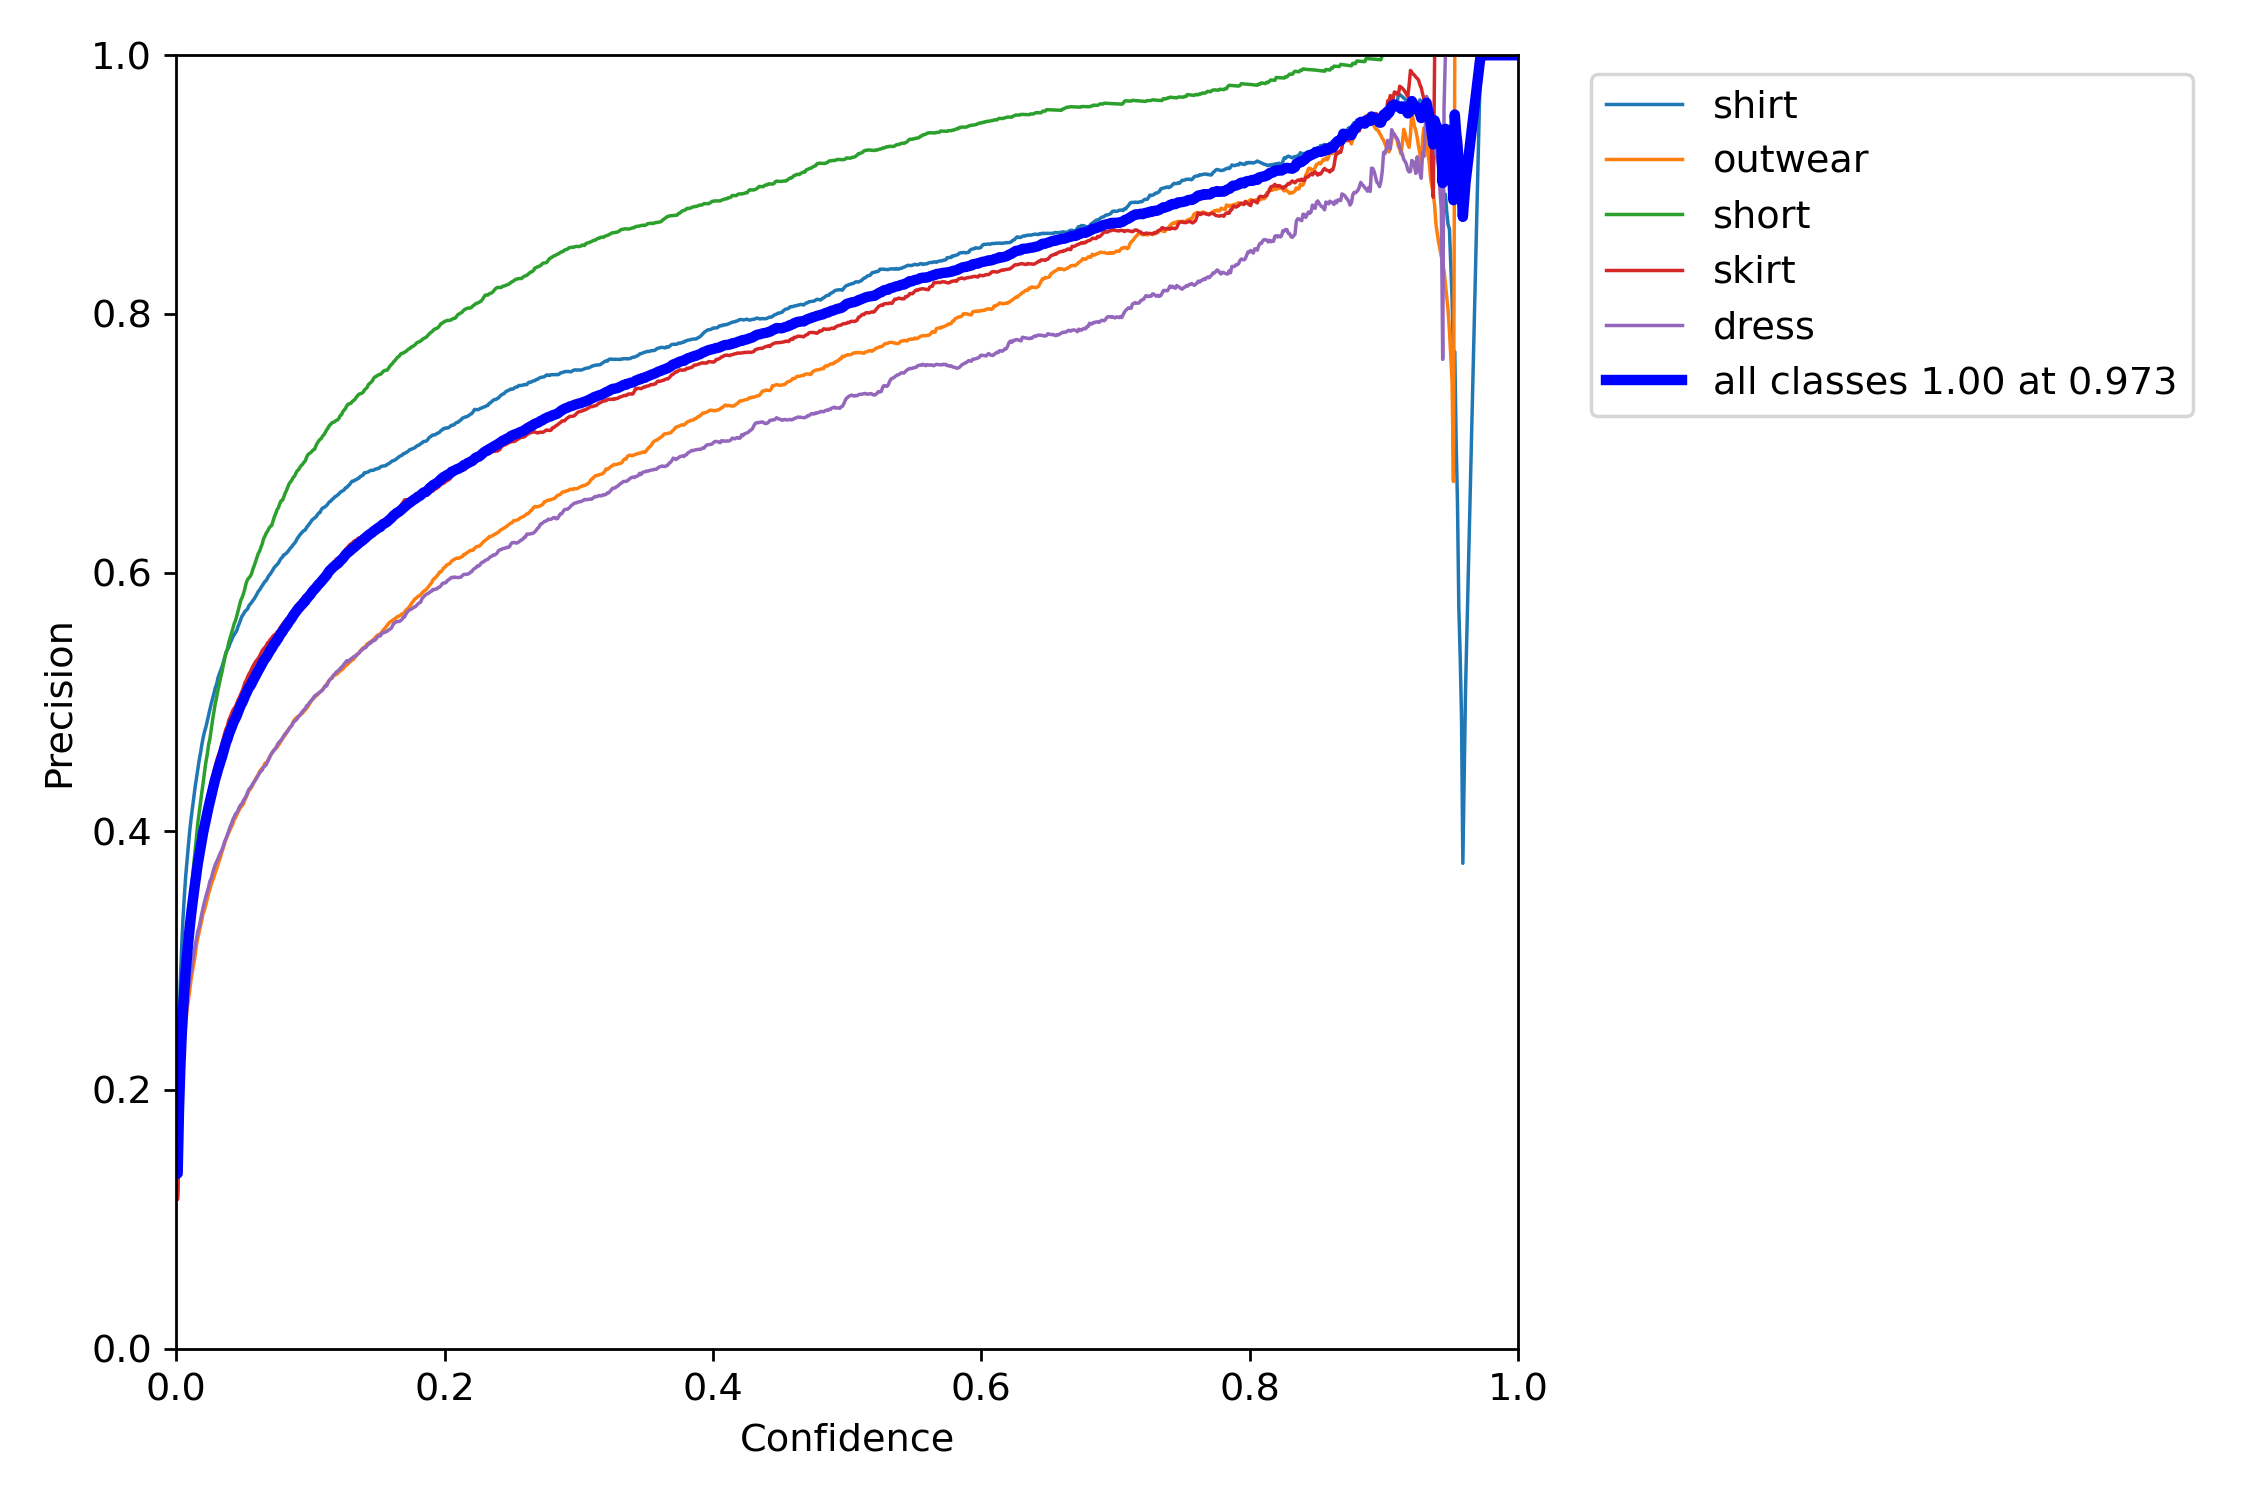 1.0
0.8
0.6
0.4
0.2
0.0
Precision
0.0 0.2 0.4 0.6 0.8 1.0
Confidence
shirt
outwear
short
skirt
dress
all classes 1.00 at 0.973